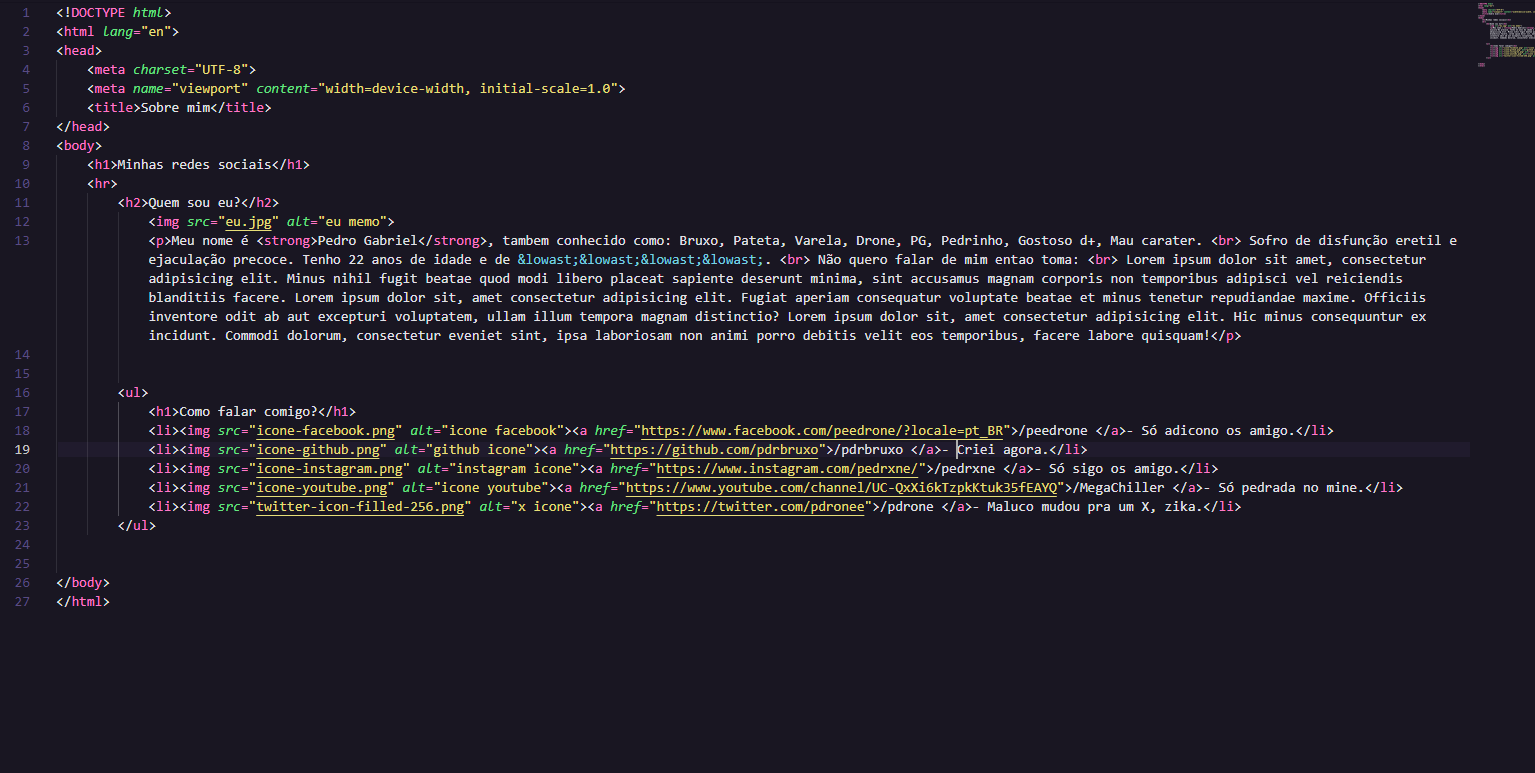 1 <!DOCTYPE html>
2 <html lang="en">
3 <head>
4 <meta charset="UTF-8">
5 <meta name="viewport" content="width=device-width, initial-scale=1.0">
6 <title>Sobre mim</title>
7 </head>
8 <body>
9 <h1>Minhas redes sociais</h1>
10 <hr>
11 <h2>Quem sou eu?</h2>
12 <img src="eu.jpg" alt="eu memo">
13 <p>Meu nome é <strong>Pedro Gabriel</strong>, tambem conhecido como: Bruxo, Pateta, Varela, Drone, PG, Pedrinho, Gostoso d+, Mau carater. <br> Sofro de disfunção eretil e
ejaculação precoce. Tenho 22 anos de idade e de &lowast;&lowast;&lowast;&lowast;. <br> Não quero falar de mim entao toma: <br> Lorem ipsum dolor sit amet, consectetur
adipisicing elit. Minus nihil fugit beatae quod modi libero placeat sapiente deserunt minima, sint accusamus magnam corporis non temporibus adipisci vel reiciendis
blanditiis facere. Lorem ipsum dolor sit, amet consectetur adipisicing elit. Fugiat aperiam consequatur voluptate beatae et minus tenetur repudiandae maxime. Officiis
inventore odit ab aut excepturi voluptatem, ullam illum tempora magnam distinctio? Lorem ipsum dolor sit, amet consectetur adipisicing elit. Hic minus consequuntur ex
incidunt. Commodi dolorum, consectetur eveniet sint, ipsa laboriosam non animi porro debitis velit eos temporibus, facere labore quisquam!</p>
14
15
16 <ul>
17 <h1>Como falar comigo?</h1>
18 <li><img src="icone-facebook.png" alt="icone facebook"><a href="https://www.facebook.com/peedrone/?locale=pt_BR">/peedrone </a>- Só adicono os amigo.</li>
19 <li><img src="icone-github.png" alt="github icone"><a href="https://github.com/pdrbruxo">/pdrbruxo </a>- Criei agora.</li>
20 <li><img src="icone-instagram.png" alt="instagram icone"><a href="https://www.instagram.com/pedrxne/">/pedrxne </a>- Só sigo os amigo.</li>
21 <li><img src="icone-youtube.png" alt="icone youtube"><a href="https://www.youtube.com/channel/UC-QxXi6kTzpkKtuk35fEAYQ">/MegaChiller </a>- Só pedrada no mine.</li>
22 <li><img src="twitter-icon-filled-256.png" alt="x icone"><a href="https://twitter.com/pdronee">/pdrone </a>- Maluco mudou pra um X, zika.</li>
23 </ul>
24
25
26 </body>
27 </html>